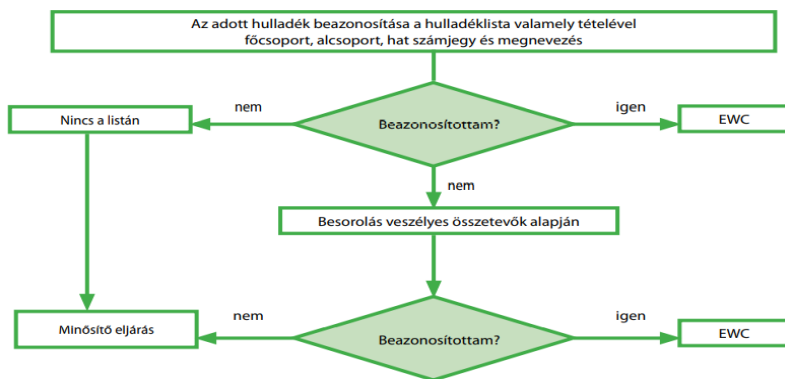 Az adott hulladék beazonosítása a hulladéklista valamely tételével
főcsoport, alcsoport, hat számjegy és megnevezés
nem
igen
Nincs a listán
Beazonosítottam?
EWC
nem
Besorolás veszélyes összetevők alapján
nem
igen
Minősítő eljárás
Beazonosítottam?
EWC